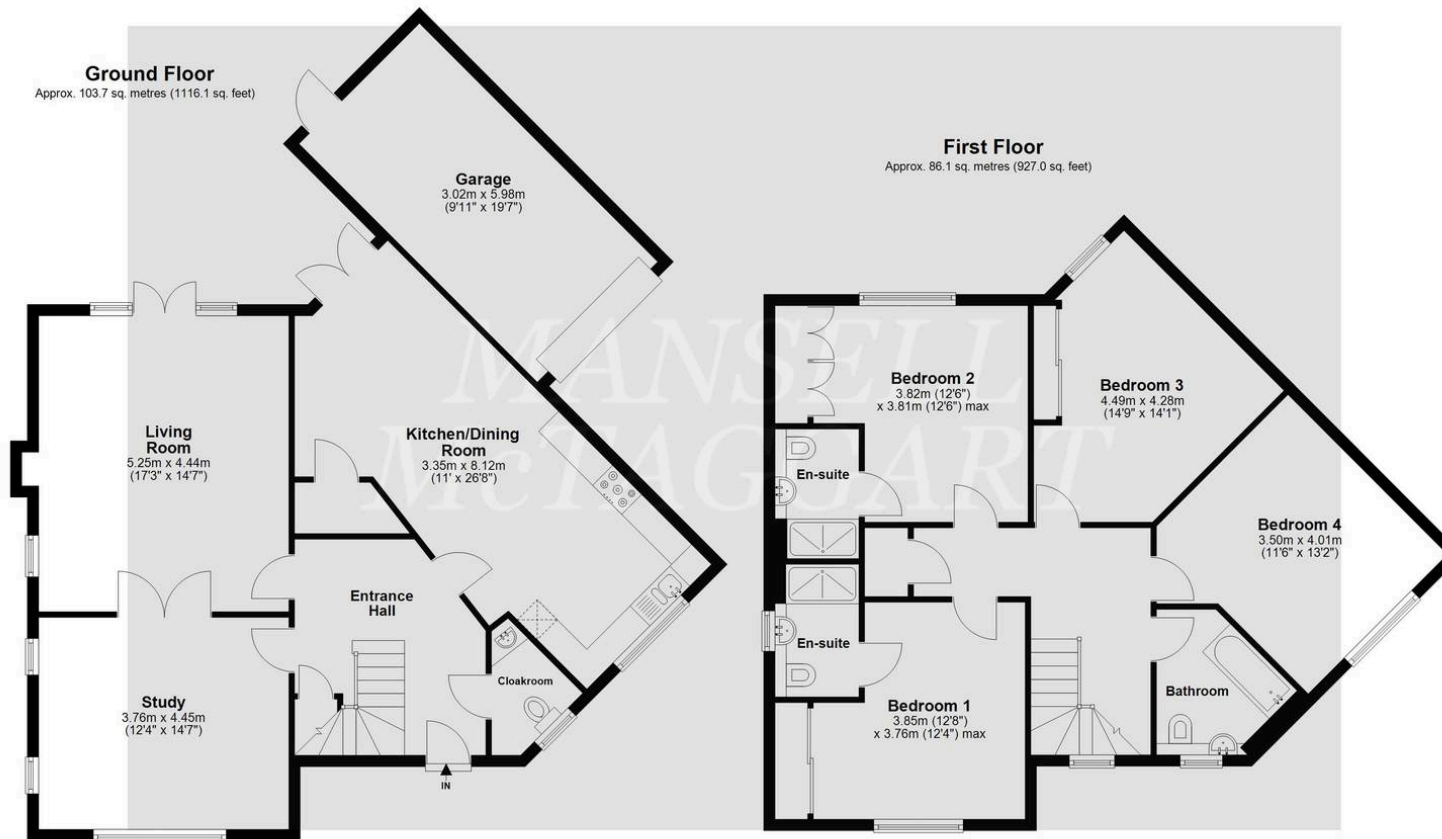 Ground Floor
Approx. 103.7 sq. metres (1116.1 sq. feet)
Garage
3.02m x 5.98m
(9'11" x 19'7")
Living
Room
5.25m x 4.44m
(17'3" x 14'7")
Kitchen/Dining
Room
3.35m x 8.12m
(11' x 26'8")
Entrance
Hall
Cloakroom
Study
3.76m x 4.45m
(12'4" x 14'7")
IN
First Floor
Approx. 86.1 sq. metres (927.0 sq. feet)
Bedroom 2
3.82m (12'6")
x 3.81m (12'6") max
Bedroom 3
4.49m x 4.28m
(14'9" x 14'1")
En-suite
Bedroom 4
3.50m x 4.01m
(11'6" x 13'2")
En-suite
Bathroom
Bedroom 1
3.85m (12'8")
x 3.76m (12'4") max
MANSELL
McTAGGART